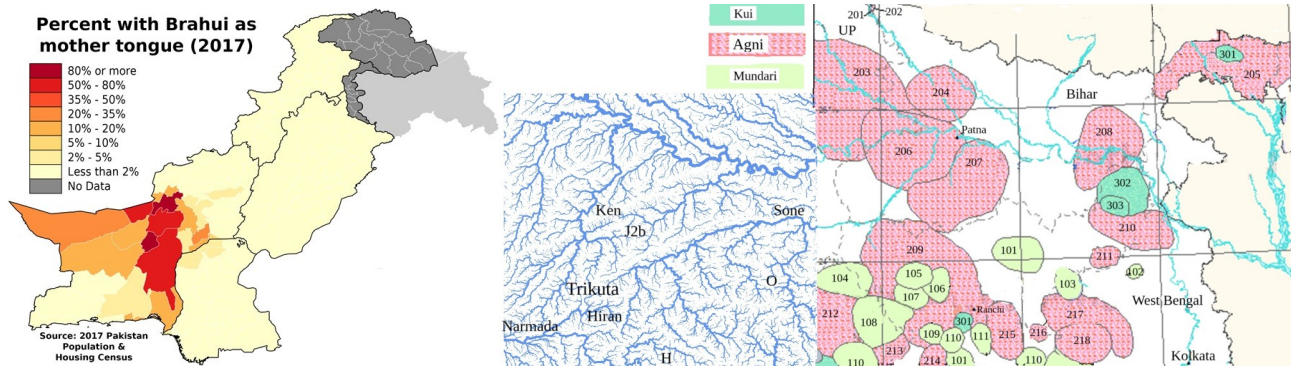 Percent with Brahui as
mother tongue (2017)
80% or more
50% - 80%
35% - 50%
20% - 35%
10% - 20%
5% - 10%
2% - 5%
Less than 2%
No Data
Source: 2017 Pakistan
Population &
Housing Census
Kui
Agni
Mundari
Ken
Sone
J2b
O
Trikuta
Hiran
Narmada
H
201
202
UP
203
204
Bihar
301
205
Patna
206
207
208
302
303
210
209
101
211
102
104
105
106
107
103
West Bengal
212
108
Ranchi
301
217
109
110
111
215
216
218
213
214
101
110
110
Kolkata